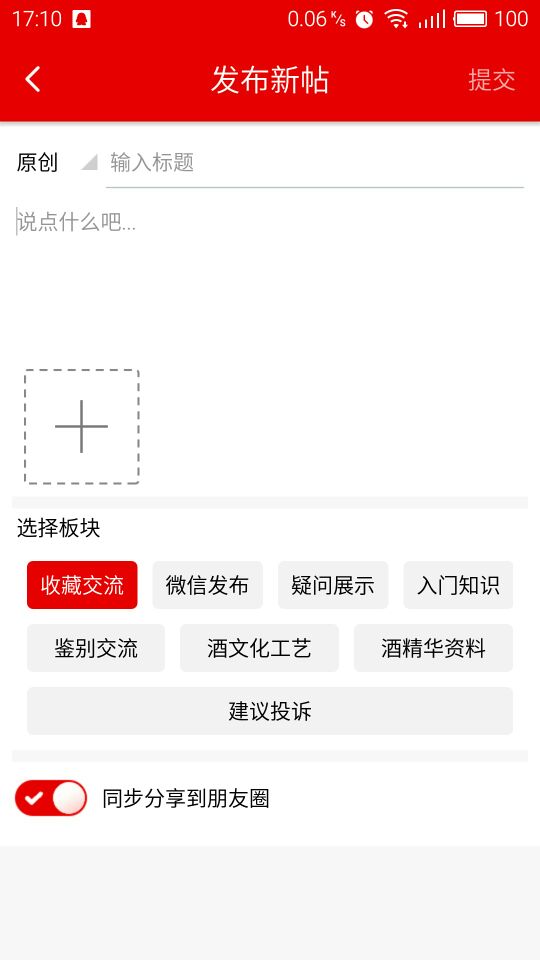 17:10 0.06 K/s 100
发布新帖 提交
原创 输入标题
说点什么吧...
选择板块
收藏交流 微信发布 疑问展示 入门知识
鉴别交流 酒文化工艺 酒精华资料
建议投诉
同步分享到朋友圈